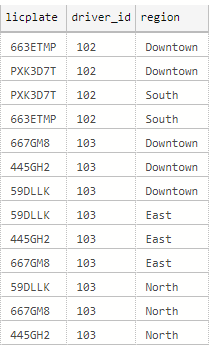 licplate driver_id region
663ETMP 102 Downtown
PXK3D7T 102 Downtown
PXK3D7T 102 South
663ETMP 102 South
667GM8 103 Downtown
445GH2 103 Downtown
59DLLK 103 Downtown
59DLLK 103 East
445GH2 103 East
667GM8 103 East
59DLLK 103 North
667GM8 103 North
445GH2 103 North